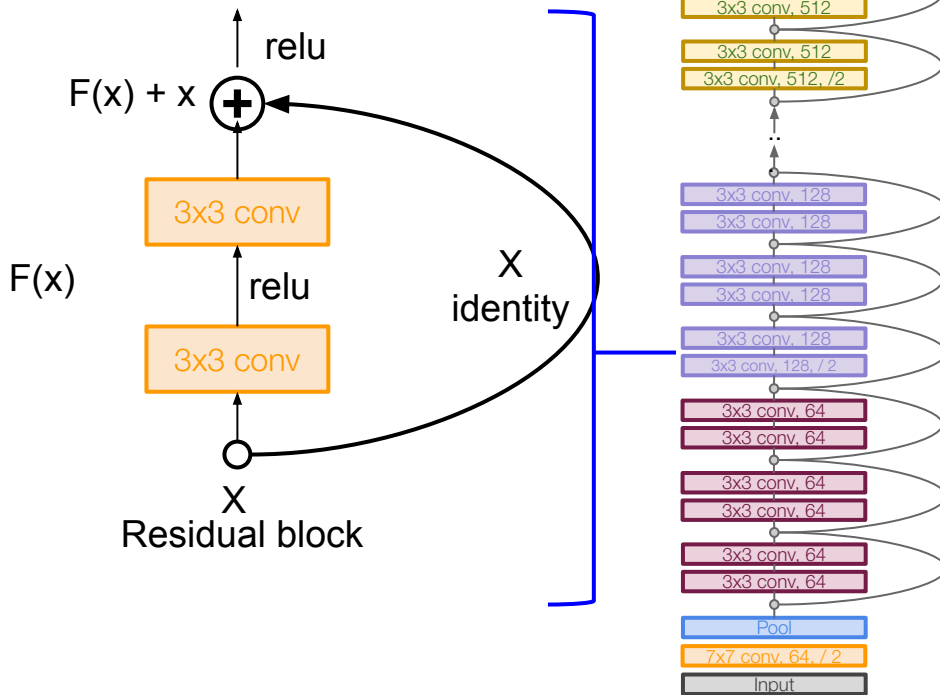 relu
F(x) + x
3x3 conv
F(x)
relu
X
identity
3x3 conv
X
Residual block
3x3 conv, 512
3x3 conv, 512
3x3 conv, 512, /2
..
3x3 conv, 128
3x3 conv, 128
3x3 conv, 128
3x3 conv, 128
3x3 conv, 128
3x3 conv, 128, / 2
3x3 conv, 64
3x3 conv, 64
3x3 conv, 64
3x3 conv, 64
3x3 conv, 64
3x3 conv, 64
Pool
7x7 conv, 64, / 2
Input